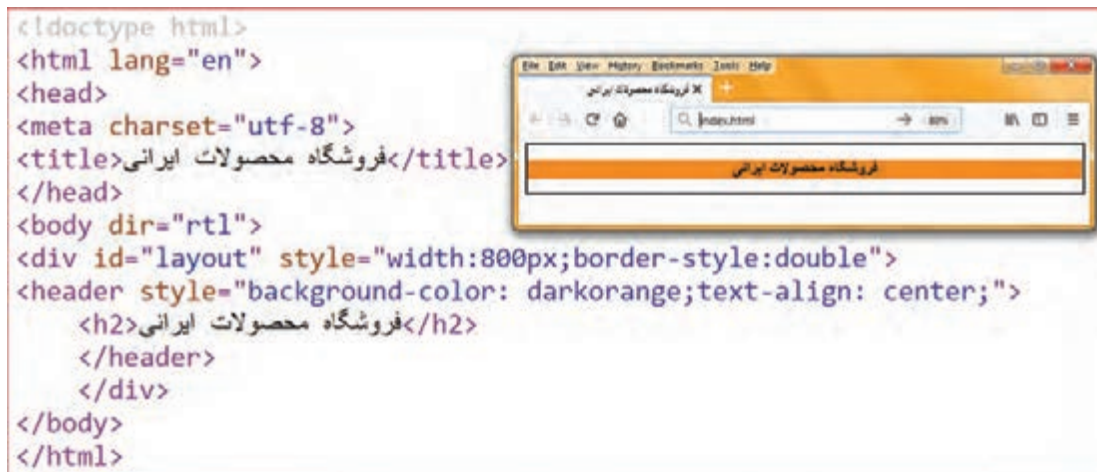 <!doctype html>
<html lang="en">
<head>
<meta charset="utf-8">
<title>فروشگاه محصولات ایرانی</title>
</head>
<body dir="rtl">
<div id="layout" style="width:800px;border-style:double">
<header style="background-color: darkorange;text-align: center;">
<h2>فروشگاه محصولات ایرانی</h2>
</header>
</div>
</body>
</html>
File Edit View History Bookmarks Tools Help
فروشگاه محصولات ایرانی
index.html 80%
فروشگاه محصولات ایرانی